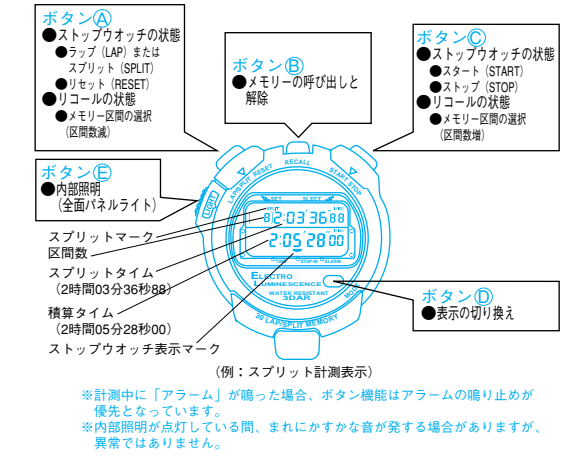 ボタンⒶ
●ストップウオッチの状態
●ラップ（LAP）または
スプリット（SPLIT）
●リセット（RESET）
●リコールの状態
●メモリー区間の選択
（区間数減）
ボタンⒷ
●メモリーの呼び出しと
解除
ボタンⒸ
●ストップウオッチの状態
●スタート（START）
●ストップ（STOP）
●リコールの状態
●メモリー区間の選択
（区間数増）
ボタンⒺ
●内部照明
（全面パネルライト）
LAP/SPLIT RESET
RECALL
START STOP
LIGHT
SET
SLECT
SPLIT
8 2:03'36 88
2:05'28 00
STOP-W.
ALARM
ELECTRO
LUMINESCENCE
WATER RESISTANT
3DAR
MODE
30 LAP/SPLIT MEMORY
スプリットマーク
区間数
スプリットタイム
（2時間03分36秒88）
積算タイム
（2時間05分28秒00）
ストップウオッチ表示マーク
ボタンⒹ
●表示の切り換え
（例：スプリット計測表示）
※計測中に「アラーム」が鳴った場合、ボタン機能はアラームの鳴り止めが
優先となっています。
※内部照明が点灯している間、まれにかすかな音が発する場合がありますが、
異常ではありません。